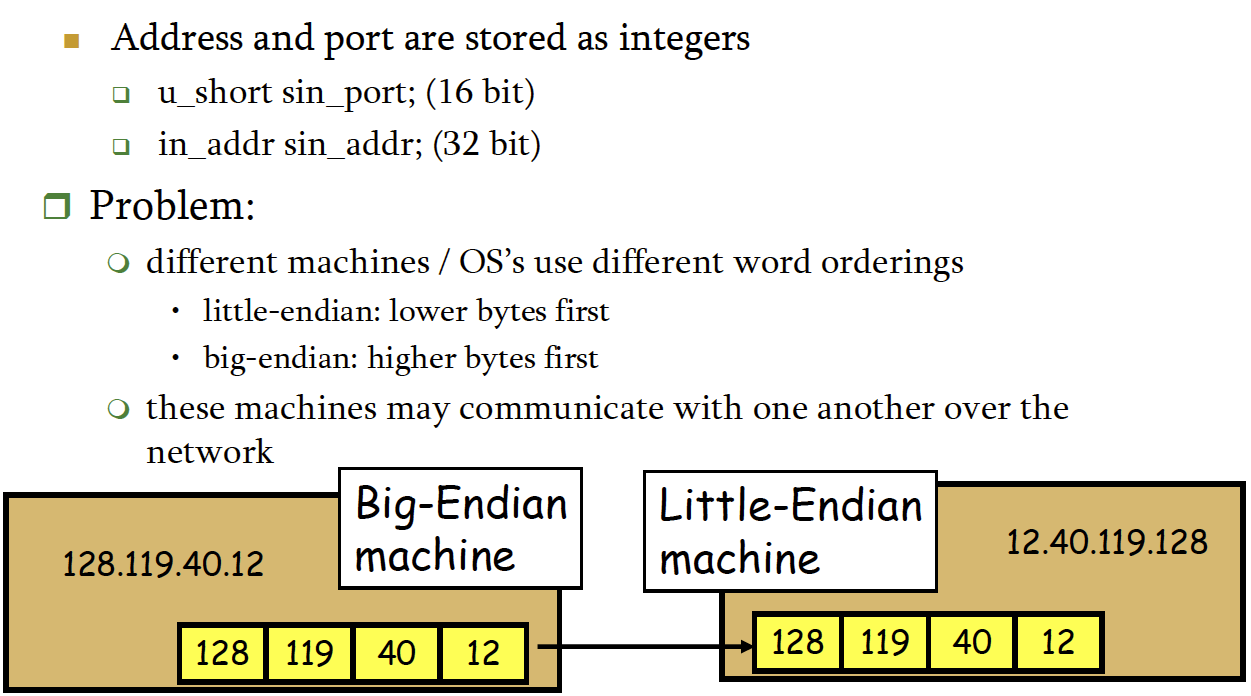 Address and port are stored as integers
u_short sin_port; (16 bit)
in_addr sin_addr; (32 bit)
Problem:
different machines / OS's use different word orderings
little-endian: lower bytes first
big-endian: higher bytes first
these machines may communicate with one another over the
network
Big-Endian
machine
128.119.40.12
128 119 40 12
Little-Endian
machine
12.40.119.128
128 119 40 12